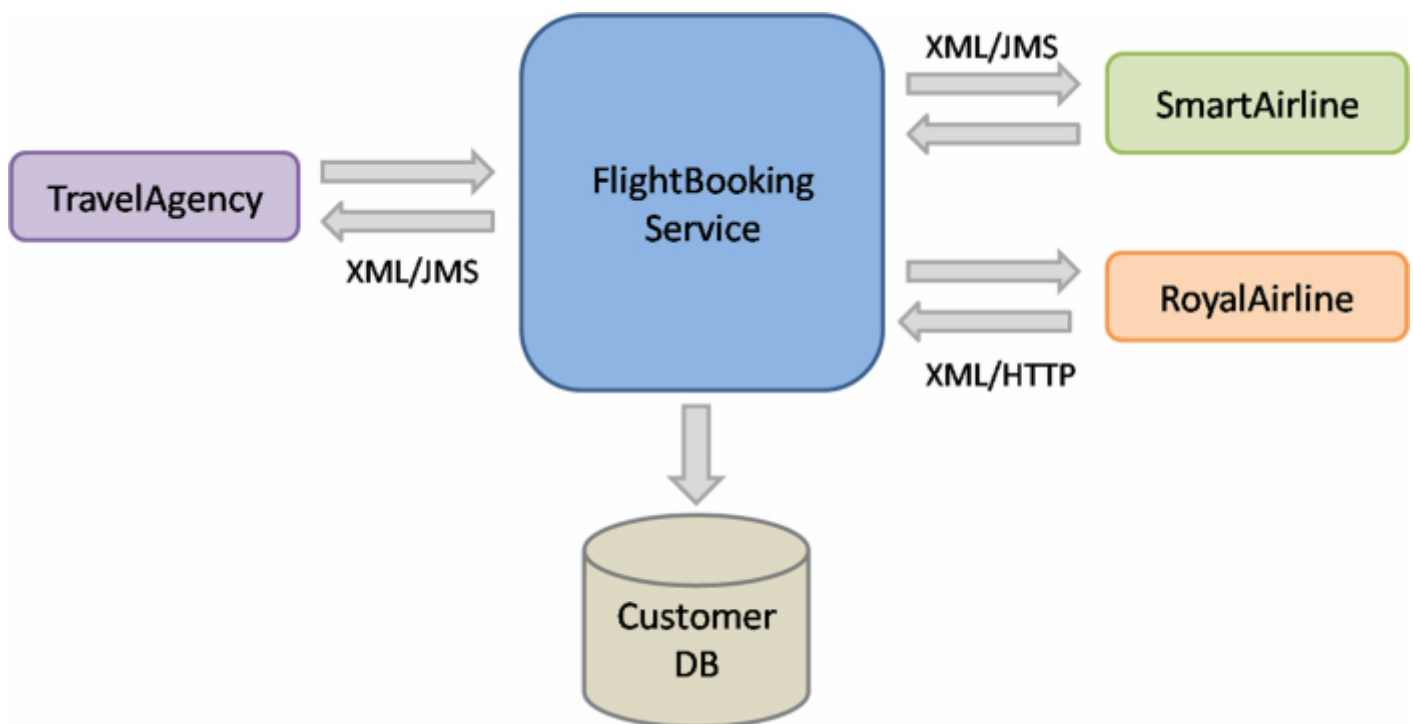 XML/JMS
SmartAirline
TravelAgency
FlightBooking
Service
XML/JMS
RoyalAirline
XML/HTTP
Customer
DB